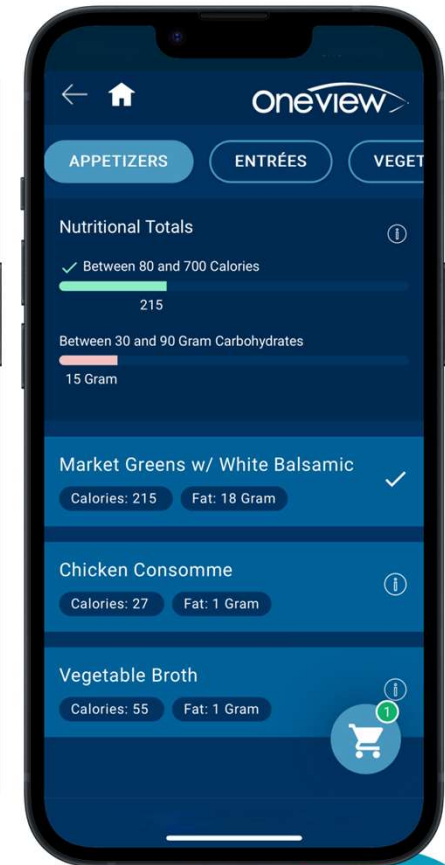 Oneview
APPETIZERS
ENTRÉES
VEGET
Nutritional Totals
Between 80 and 700 Calories
215
Between 30 and 90 Gram Carbohydrates
15 Gram
Market Greens w/ White Balsamic
Calories: 215
Fat: 18 Gram
Chicken Consomme
Calories: 27
Fat: 1 Gram
Vegetable Broth
Calories: 55
Fat: 1 Gram
1